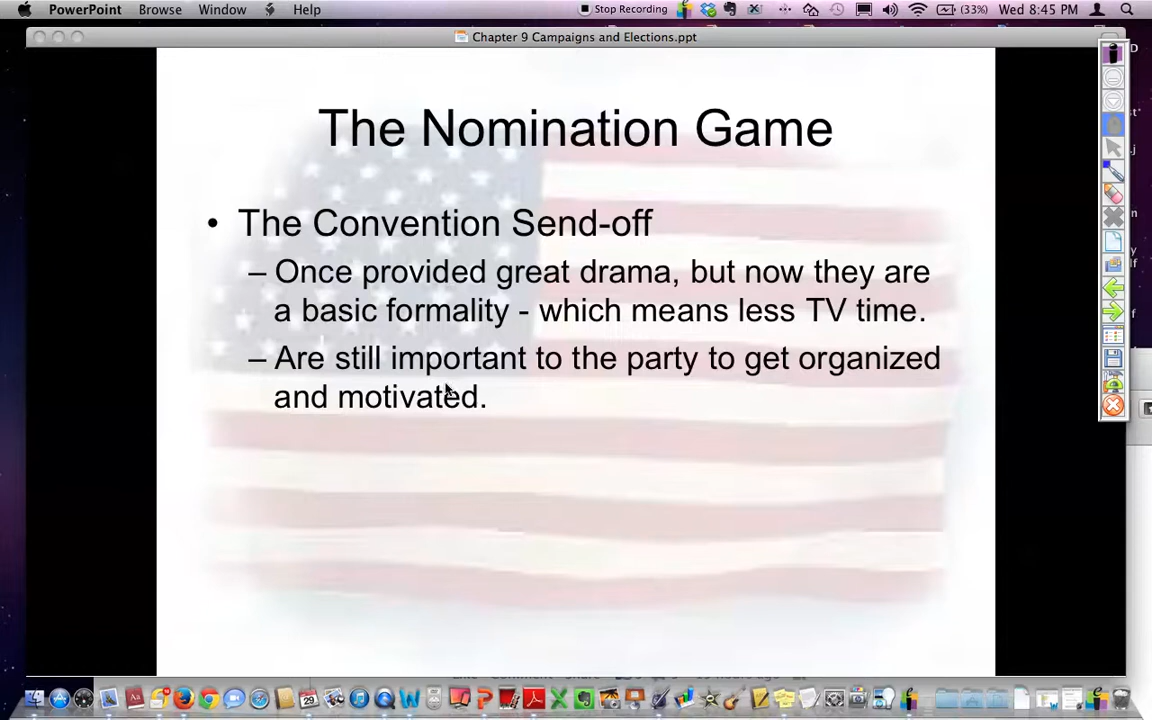 PowerPoint Browse Window Help Stop Recording (33%) Wed 8:45 PM
Chapter 9 Campaigns and Elections.ppt
The Nomination Game
• The Convention Send-off
– Once provided great drama, but now they are
a basic formality - which means less TV time.
– Are still important to the party to get organized
and motivated.